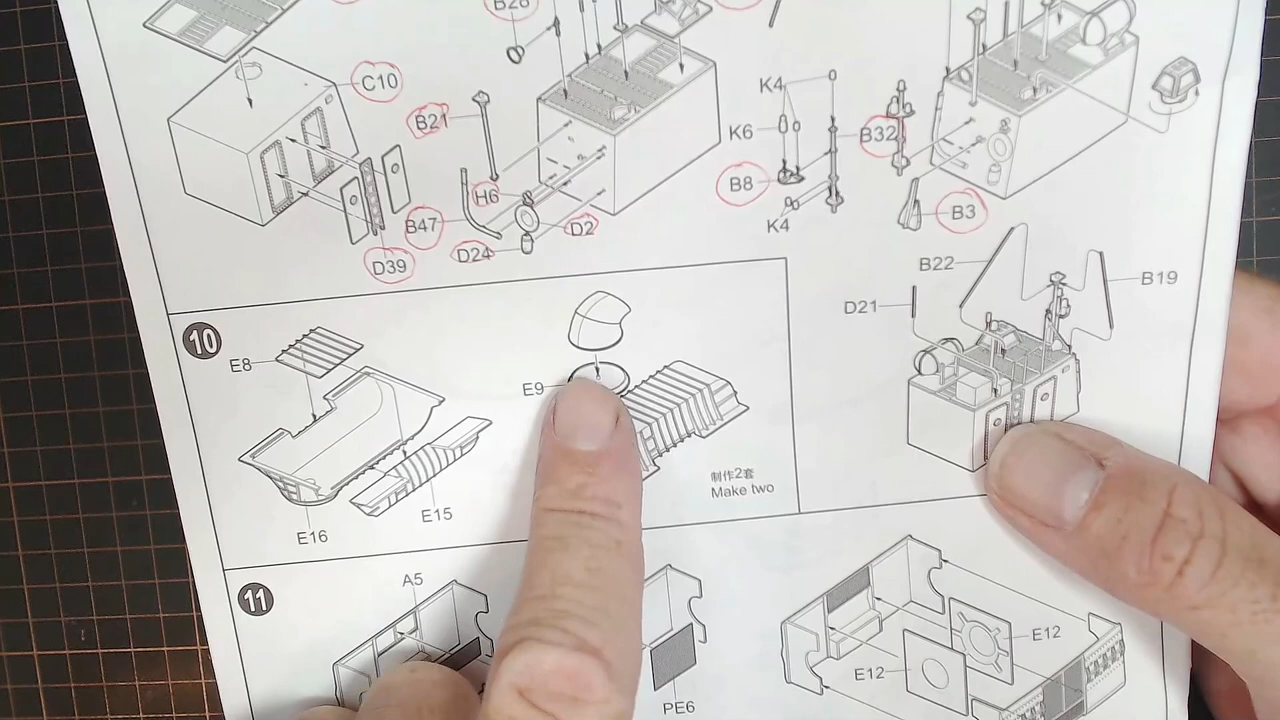 B28
C10
B21
K4
K6
B32
H6
B8
B47
D2
K4
B3
D24
D39
B22
B19
D21
10
E8
E9
制作2套
Make two
E15
E16
11
A5
E12
E12
PE6